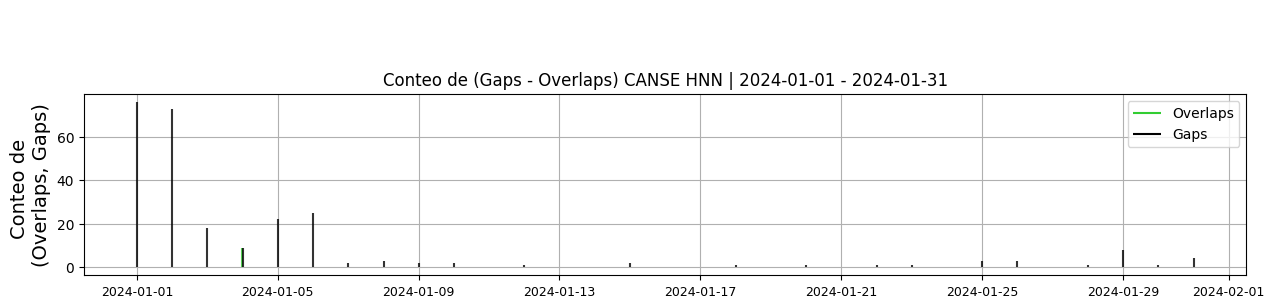 Conteo de (Gaps - Overlaps) CANSE HNN | 2024-01-01 - 2024-01-31
Conteo de
(Overlaps, Gaps)
60
40
20
0
Overlaps
Gaps
2024-01-01 2024-01-05 2024-01-09 2024-01-13 2024-01-17 2024-01-21 2024-01-25 2024-01-29 2024-02-01